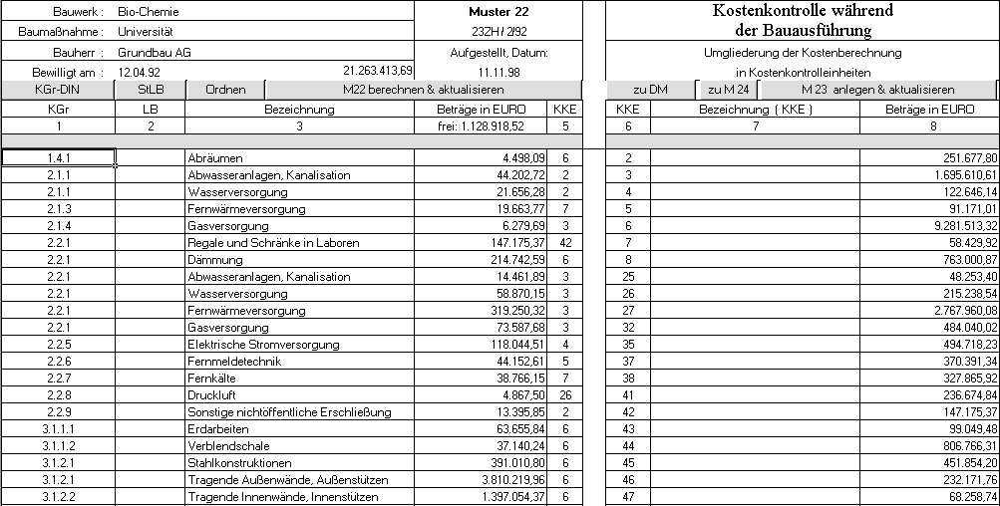 Bauwerk : Bio-Chemie Muster 22 Kostenkontrolle während
Baumaßnahme : Universität 23ZH / 2/92 der Bauausführung
Bauherr : Grundbau AG Aufgestellt, Datum: Umgliederung der Kostenberechnung
Bewilligt am : 12.04.92 21.263.413,69 11.11.98 in Kostenkontrolleinheiten
KGr-DIN StLB Ordnen M22 berechnen & aktualisieren zu DM zu M 24 M 23 anlegen & aktualisieren
KGr LB Bezeichnung Beträge in EURO KKE KKE Bezeichnung ( KKE ) Beträge in EURO
1 2 3 frei: 1.128.918,52 5 6 7 8
1.4.1 Abräumen 4.498,09 6 2 251.677,80
2.1.1 Abwasseranlagen, Kanalisation 44.202,72 2 3 1.695.610,61
2.1.1 Wasserversorgung 21.656,28 2 4 122.646,14
2.1.3 Fernwärmeversorgung 19.663,77 7 5 91.171,01
2.1.4 Gasversorgung 6.279,69 3 6 9.281.513,32
2.2.1 Regale und Schränke in Laboren 147.175,37 42 7 58.429,92
2.2.1 Dämmung 214.742,59 6 8 763.000,87
2.2.1 Abwasseranlagen, Kanalisation 14.461,89 3 25 48.253,40
2.2.1 Wasserversorgung 58.870,15 3 26 215.238,54
2.2.1 Fernwärmeversorgung 319.250,32 3 27 2.767.960,08
2.2.1 Gasversorgung 73.587,68 3 32 484.040,02
2.2.5 Elektrische Stromversorgung 118.044,51 4 35 494.718,23
2.2.6 Fernmeldetechnik 44.152,61 5 37 370.391,34
2.2.7 Fernkälte 38.766,15 7 38 327.865,92
2.2.8 Druckluft 4.867,50 26 41 236.674,84
2.2.9 Sonstige nichtöffentliche Erschließung 13.395,85 2 42 147.175,37
3.1.1.1 Erdarbeiten 63.655,84 6 43 99.049,48
3.1.1.2 Verblendschale 37.140,24 6 44 806.766,31
3.1.2.1 Stahlkonstruktionen 391.010,80 6 45 451.854,20
3.1.2.1 Tragende Außenwände, Außenstützen 3.810.219,96 6 46 232.171,76
3.1.2.2 Tragende Innenwände, Innenstützen 1.397.054,37 6 47 68.258,74